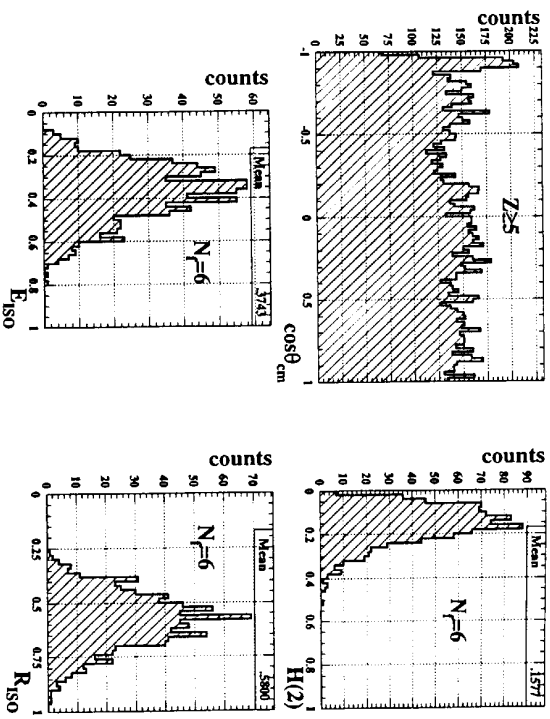 counts
0 25 50 75 100 125 150 175 200 225
-1 -0.5 0 0.5 1
Z≥5
cosθcm
counts
0 10 20 30 40 50 60 70 80 90
Mean .1577
0 0.2 0.4 0.6 0.8 1
Nf=6
H(2)
counts
0 10 20 30 40 50 60
Mean .3743
0 0.2 0.4 0.6 0.8 1
Nf=6
EISO
counts
0 10 20 30 40 50 60 70
Mean .5800
0 0.25 0.5 0.75 1
Nf=6
RISO